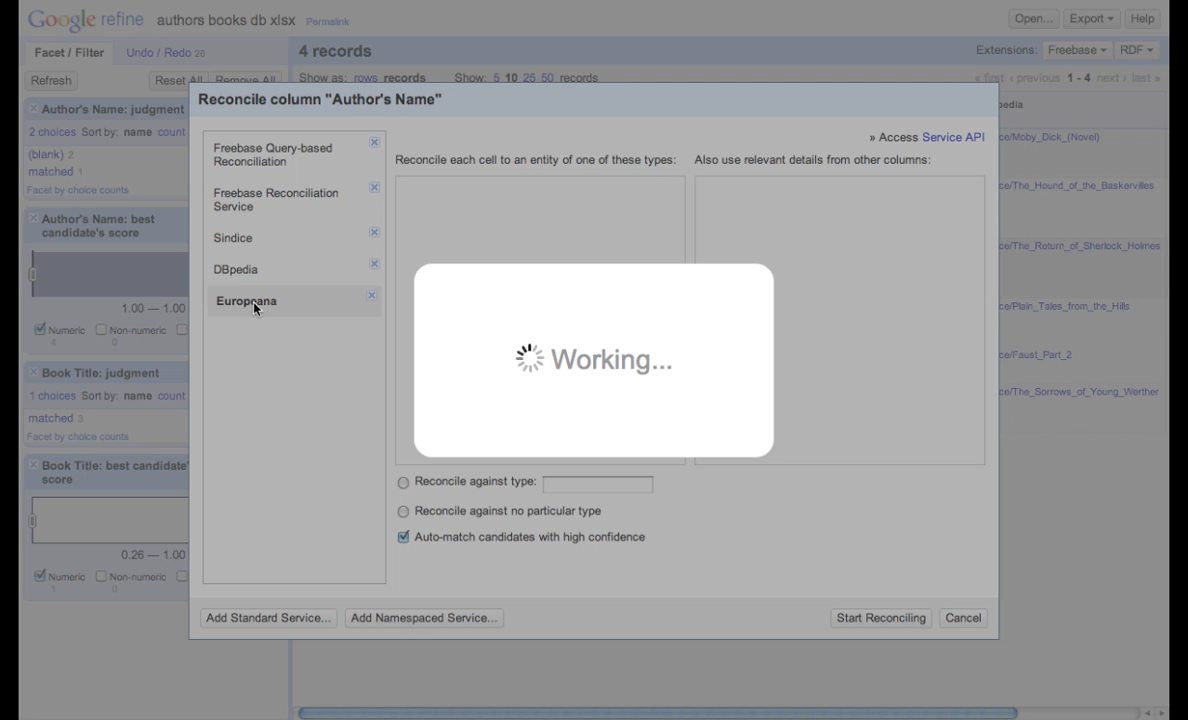 Google refine authors books db xlsx Permalink
Open... Export Help
Facet / Filter Undo / Redo 26
4 records
Extensions: Freebase RDF
Refresh Reset All Remove All
Show as: rows records Show: 5 10 25 50 records
« first ‹ previous 1 - 4 next › last »
Author's Name: judgment
2 choices Sort by: name count
(blank) 2
matched 1
Facet by choice counts
Author's Name: best
candidate's score
1.00 — 1.00
Numeric Non-numeric
4 0
Book Title: judgment
1 choices Sort by: name count
matched 3
Facet by choice counts
Book Title: best candidate's
score
0.26 — 1.00
Numeric Non-numeric
1 0
Reconcile column "Author's Name"
» Access Service API
Freebase Query-based
Reconciliation
Freebase Reconciliation
Service
Sindice
DBpedia
Europeana
Reconcile each cell to an entity of one of these types:
Also use relevant details from other columns:
Working...
Reconcile against type:
Reconcile against no particular type
Auto-match candidates with high confidence
Add Standard Service... Add Namespaced Service...
Start Reconciling Cancel
pedia
ce/Moby_Dick_(Novel)
ce/The_Hound_of_the_Baskervilles
ce/The_Return_of_Sherlock_Holmes
ce/Plain_Tales_from_the_Hills
ce/Faust_Part_2
ce/The_Sorrows_of_Young_Werther